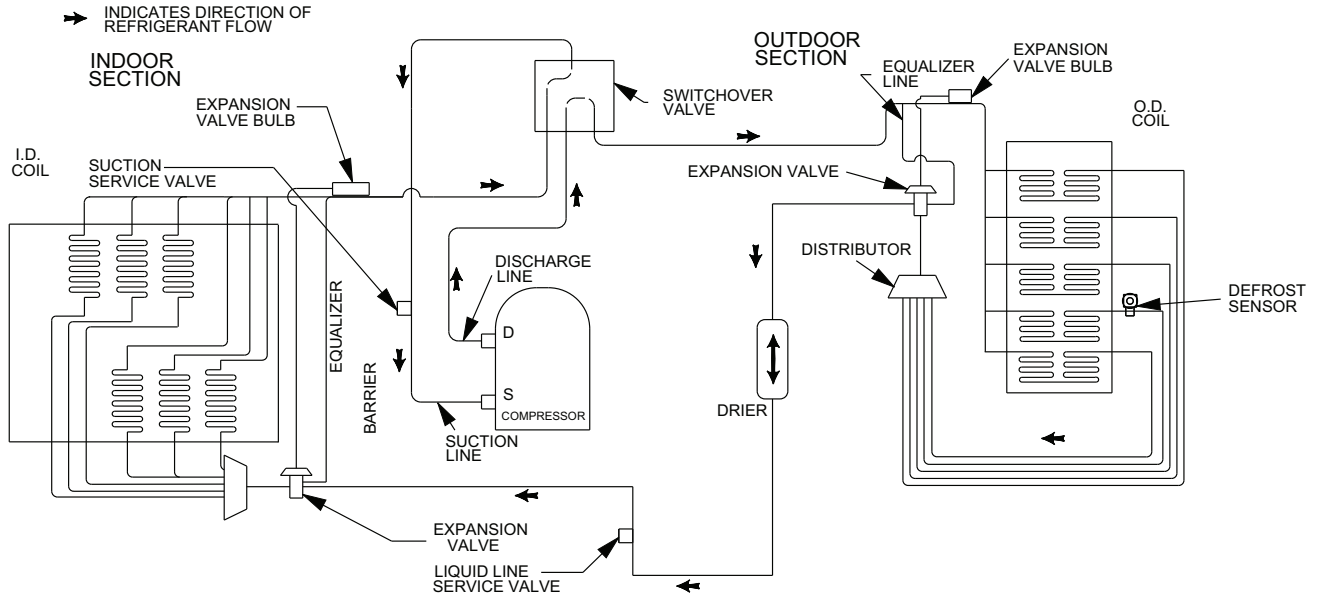 INDICATES DIRECTION OF
REFRIGERANT FLOW
INDOOR
SECTION
OUTDOOR
SECTION
EXPANSION
VALVE BULB
EQUALIZER
LINE
EXPANSION
VALVE BULB
SWITCHOVER
VALVE
O.D.
COIL
I.D.
COIL
SUCTION
SERVICE VALVE
EXPANSION VALVE
DISTRIBUTOR
DISCHARGE
LINE
DEFROST
SENSOR
EQUALIZER
BARRIER
D
S
COMPRESSOR
DRIER
SUCTION
LINE
EXPANSION
VALVE
LIQUID LINE
SERVICE VALVE